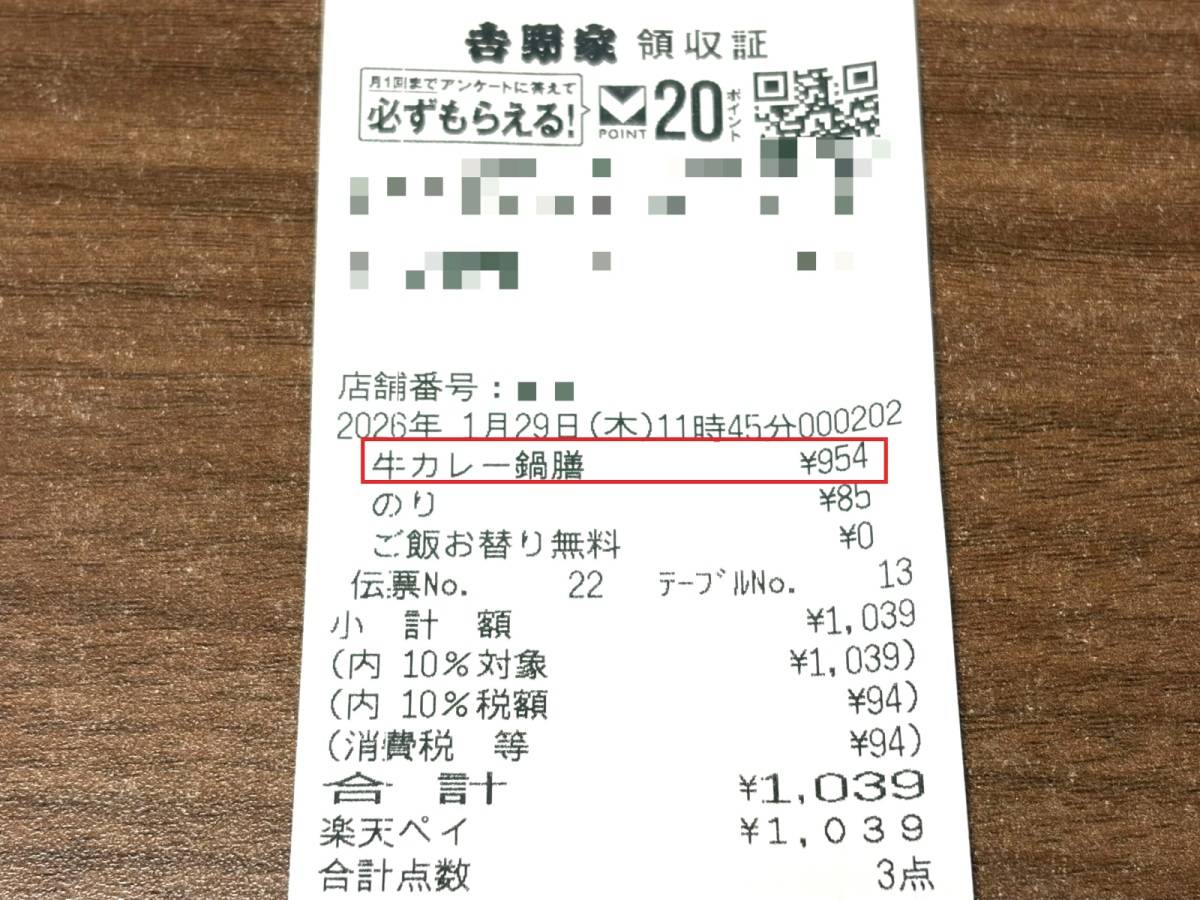 吉野家 領収証
月1回まで アンケートに答えて
必ずもらえる!
POINT 20 ポイント
店舗番号:
2026年 1月29日(木)11時45分000202
牛カレー鍋膳 ¥954
のり ¥85
ご飯お替り無料 ¥0
伝票No. 22 テーブルNo. 13
小 計 額 ¥1,039
(内 10%対象 ¥1,039)
(内 10%税額 ¥94)
(消費税 等 ¥94)
合 計 ¥1,039
楽天ペイ ¥1,039
合計点数 3点